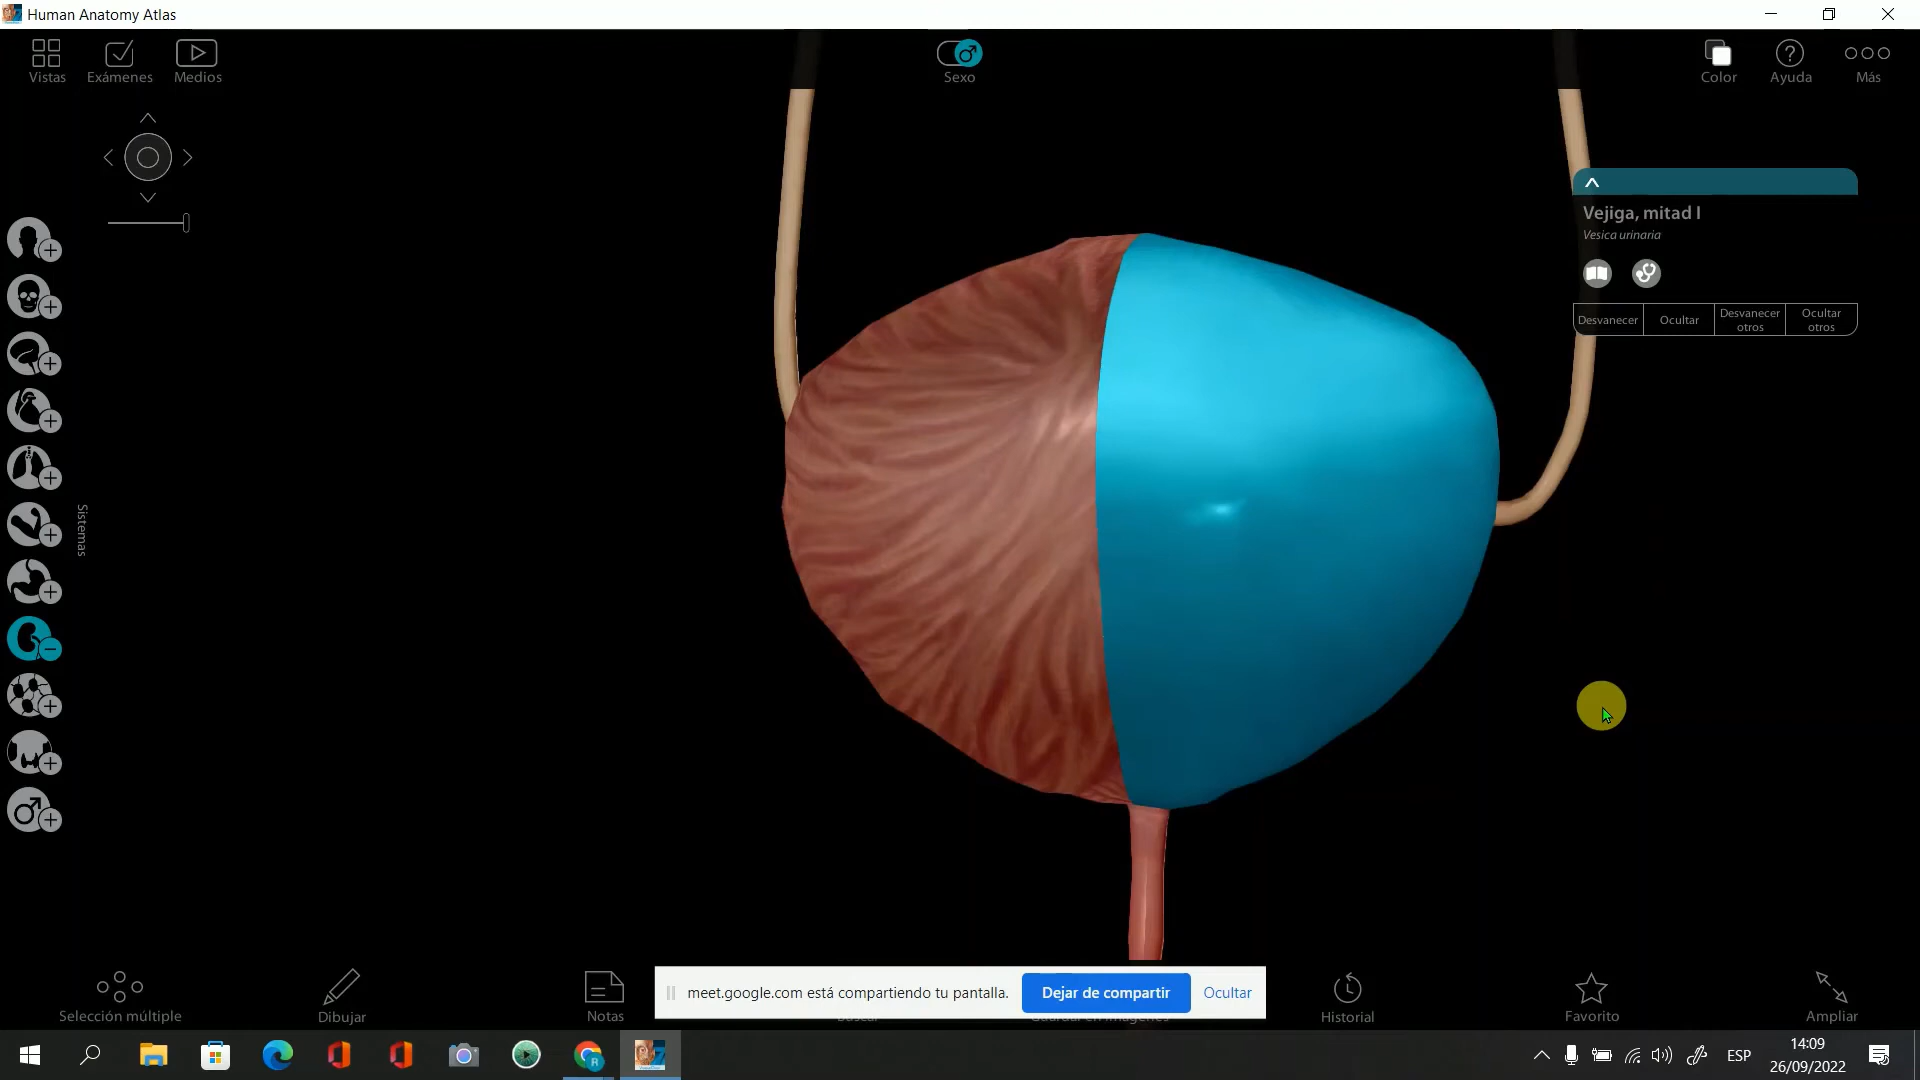 Human Anatomy Atlas
Vistas
Exámenes
Medios
Sexo
Color
Ayuda
Más
Vejiga, mitad I
Vesica urinaria
Desvanecer
Ocultar
Desvanecer
otros
Ocultar
otros
Sistemas
Selección múltiple
Dibujar
Notas
meet.google.com está compartiendo tu pantalla.
Dejar de compartir
Ocultar
Historial
Favorito
Ampliar
R
7
ESP
14:09
26/09/2022